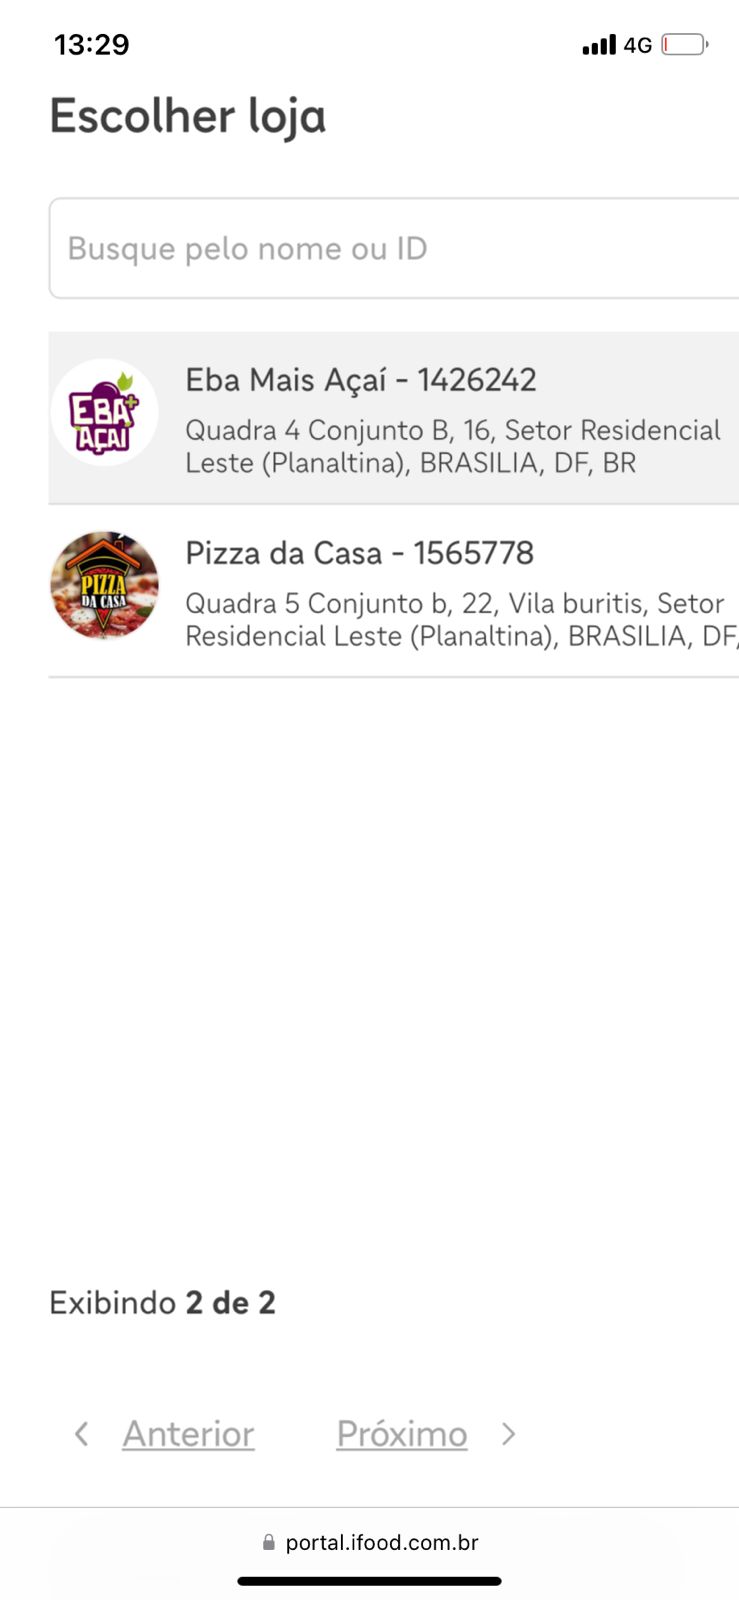 13:29
4G
Escolher loja
Busque pelo nome ou ID
EBA+
AÇAI
Eba Mais Açaí - 1426242
Quadra 4 Conjunto B, 16, Setor Residencial
Leste (Planaltina), BRASILIA, DF, BR
PIZZA
DA CASA
Pizza da Casa - 1565778
Quadra 5 Conjunto b, 22, Vila buritis, Setor
Residencial Leste (Planaltina), BRASILIA, DF,
Exibindo 2 de 2
Anterior
Próximo
portal.ifood.com.br